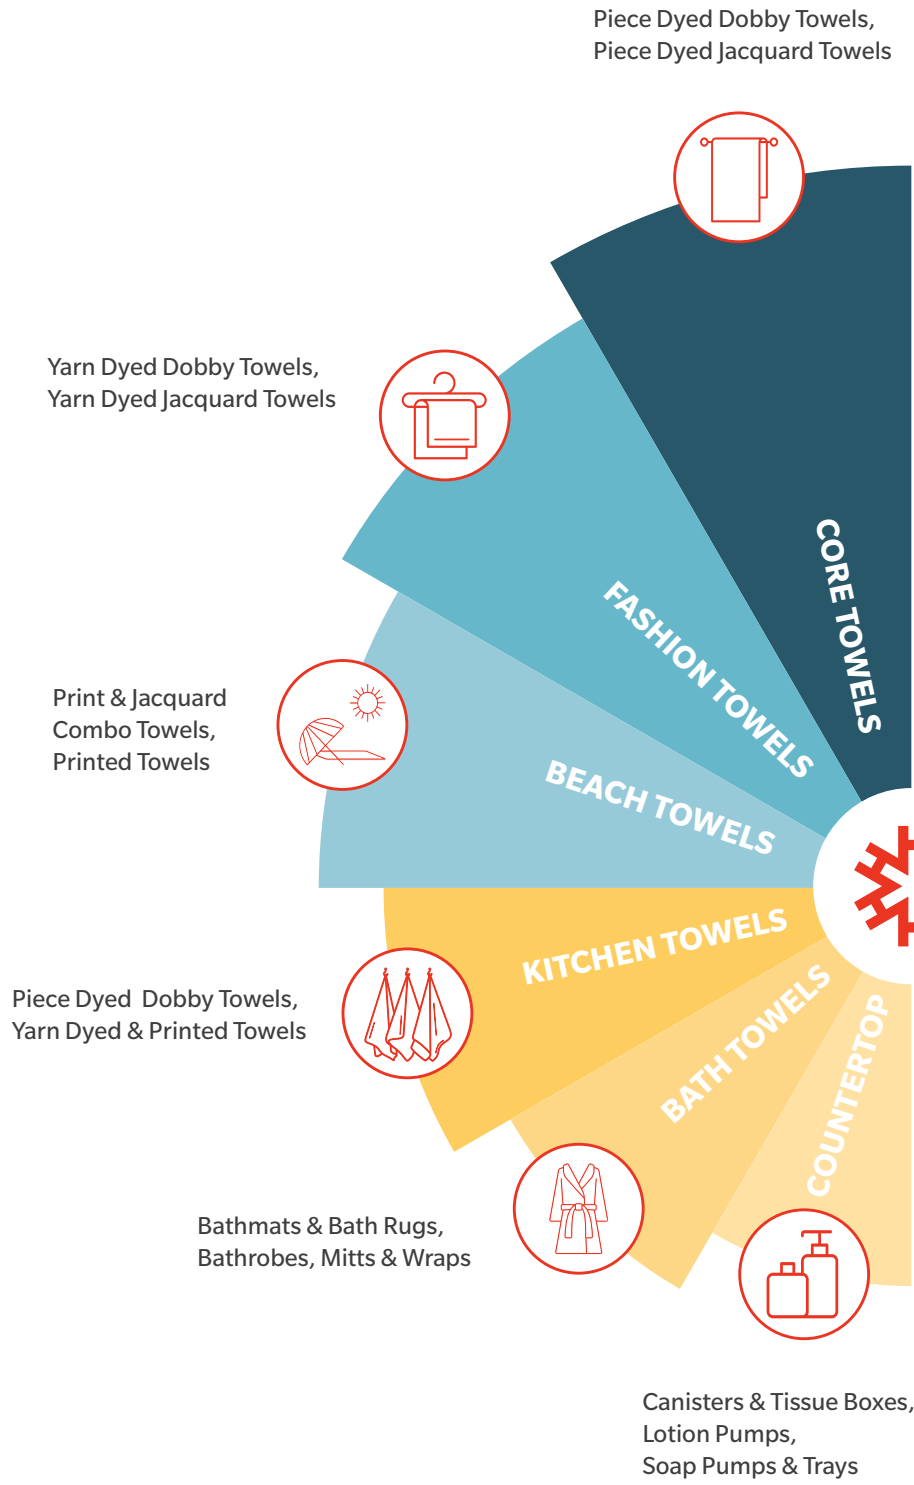 Piece Dyed Dobby Towels,
Piece Dyed Jacquard Towels
CORE TOWELS
Yarn Dyed Dobby Towels,
Yarn Dyed Jacquard Towels
FASHION TOWELS
Print & Jacquard
Combo Towels,
Printed Towels
BEACH TOWELS
Piece Dyed  Dobby Towels,
Yarn Dyed & Printed Towels
KITCHEN TOWELS
Bathmats & Bath Rugs,
Bathrobes, Mitts & Wraps
BATH TOWELS
COUNTERTOP
Canisters & Tissue Boxes,
Lotion Pumps,
Soap Pumps & Trays